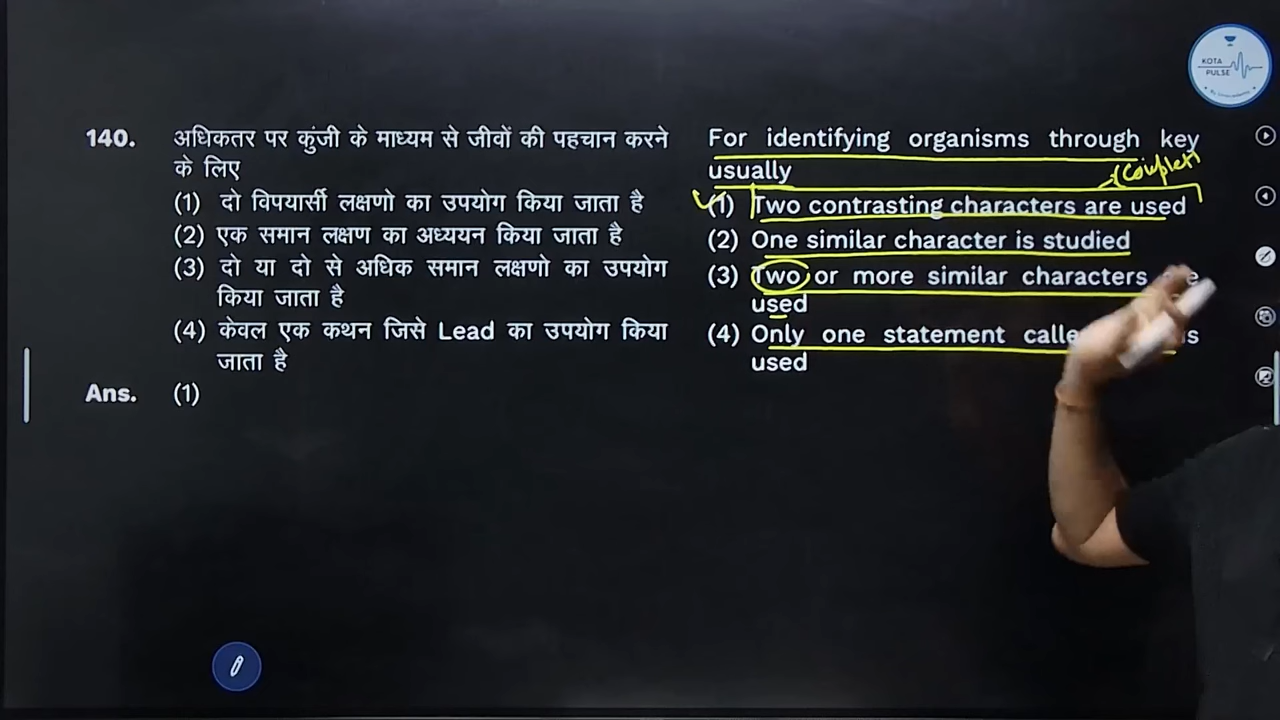 KOTA
PULSE
140. अधिकतर पर कुंजी के माध्यम से जीवों की पहचान करने
के लिए
(1) दो विपयार्सी लक्षणो का उपयोग किया जाता है
(2) एक समान लक्षण का अध्ययन किया जाता है
(3) दो या दो से अधिक समान लक्षणो का उपयोग
किया जाता है
(4) केवल एक कथन जिसे Lead का उपयोग किया
जाता है
Ans. (1)
For identifying organisms through key
usually
(1) Two contrasting characters are used
(2) One similar character is studied
(3) Two or more similar characters
used
(4) Only one statement
used